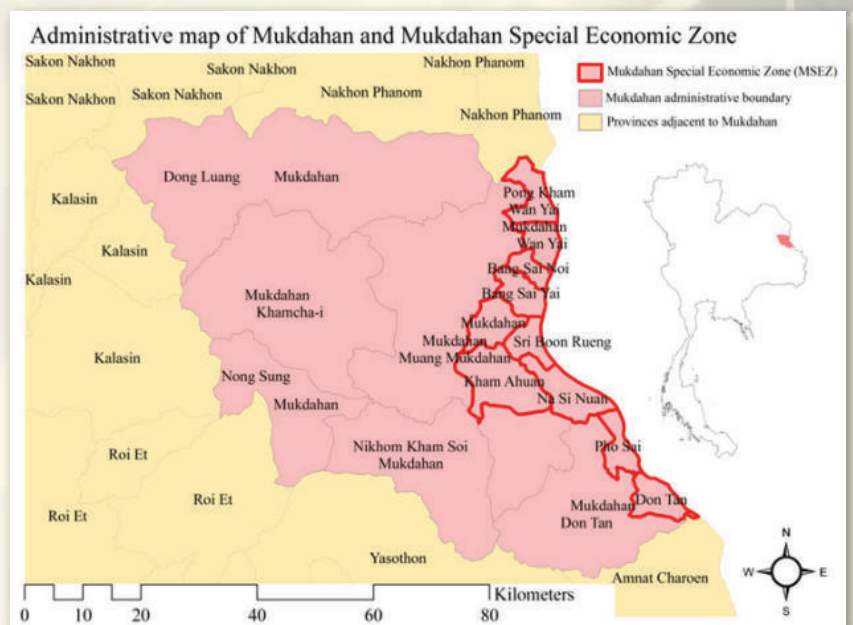 Administrative map of Mukdahan and Mukdahan Special Economic Zone
Sakon Nakhon
Sakon Nakhon
Nakhon Phanom
Sakon Nakhon
Sakon Nakhon
Nakhon Phanom
Nakhon Phanom
Mukdahan Special Economic Zone (MSEZ)
Mukdahan administrative boundary
Provinces adjacent to Mukdahan
Dong Luang
Mukdahan
Kalasin
Kalasin
Kalasin
Kalasin
Pong Kham
Wan Yai
Mukdahan
Wan Yai
Bang Sai Noi
Bang Sai Yai
Mukdahan
Khamcha-i
Mukdahan
Mukdahan
Sri Boon Rueng
Muang Mukdahan
Nong Sung
Kham Ahuan
Mukdahan
Na Si Nuan
Nikhom Kham Soi
Mukdahan
Pho Sai
Roi Et
Roi Et
Roi Et
Mukdahan
Don Tan
Don Tan
Yasothon
Amnat Charoen
N
W
E
S
Kilometers
0 10 20 40 60 80